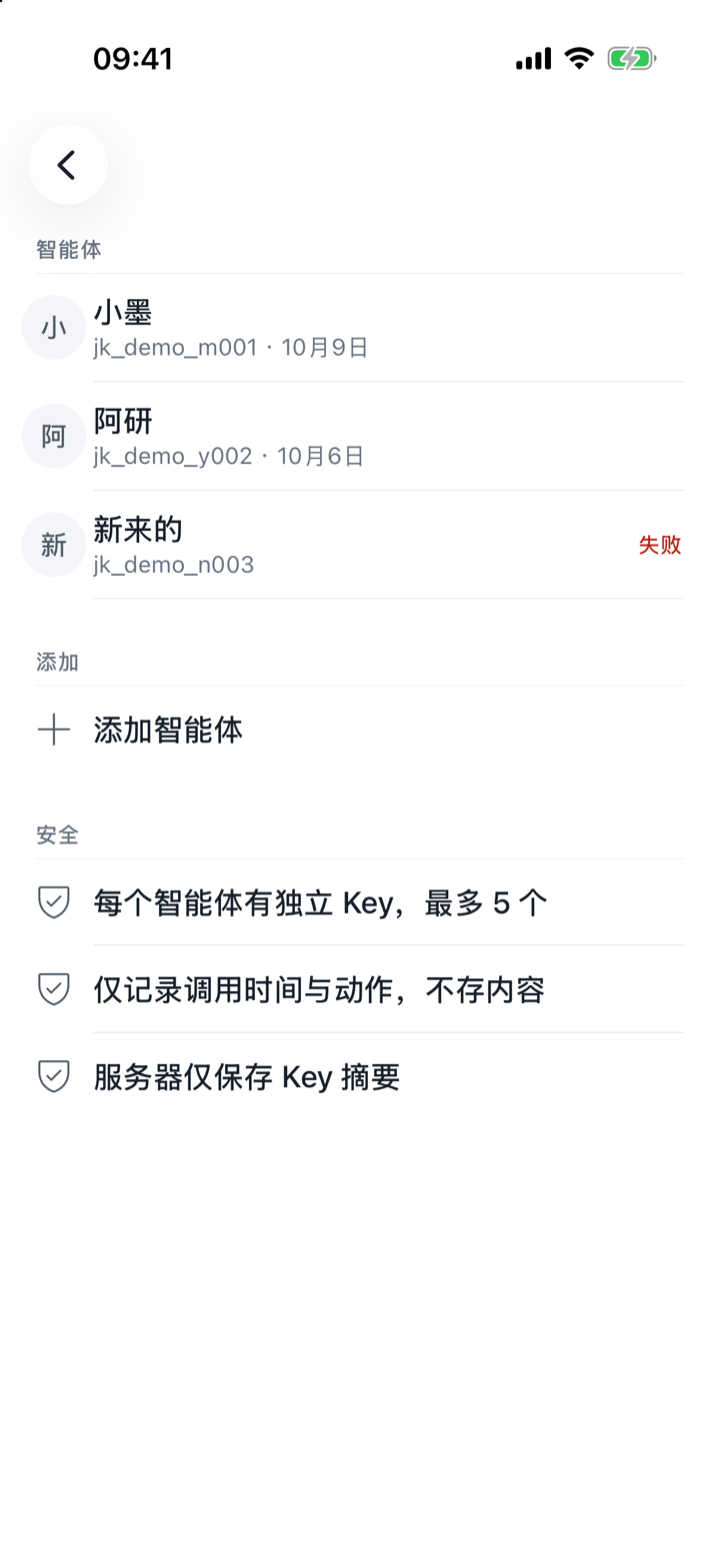 09:41
智能体
小
小墨
jk_demo_m001 · 10月9日
阿
阿研
jk_demo_y002 · 10月6日
新
新来的
jk_demo_n003
失败
添加
添加智能体
安全
每个智能体有独立 Key，最多 5 个
仅记录调用时间与动作，不存内容
服务器仅保存 Key 摘要